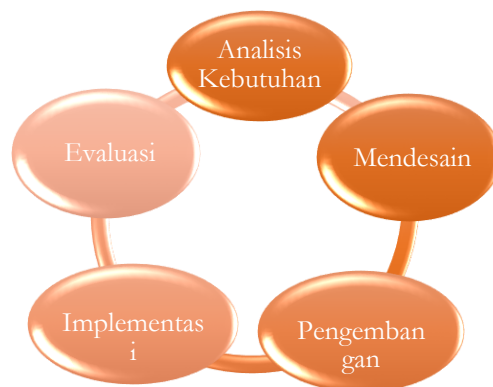 Analisis
Kebutuhan
Mendesain
Pengemban
gan
Implementas
i
Evaluasi